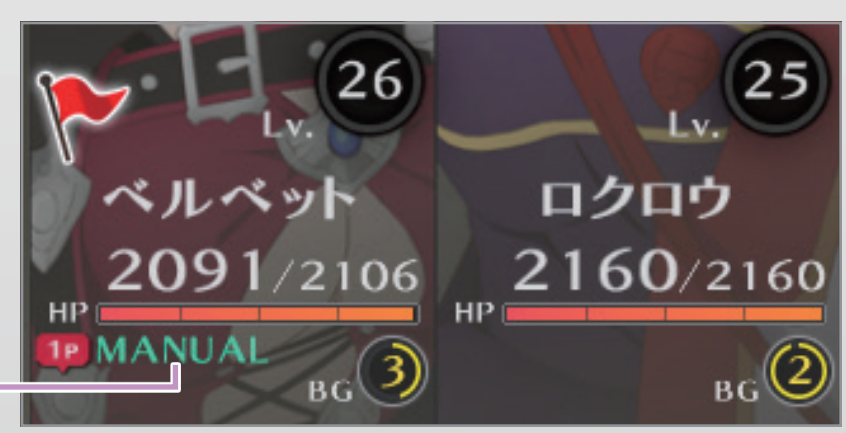 26
Lv.
ベルベット
2091/2106
HP
1P MANUAL
BG 3
25
Lv.
ロクロウ
2160/2160
HP
BG 2